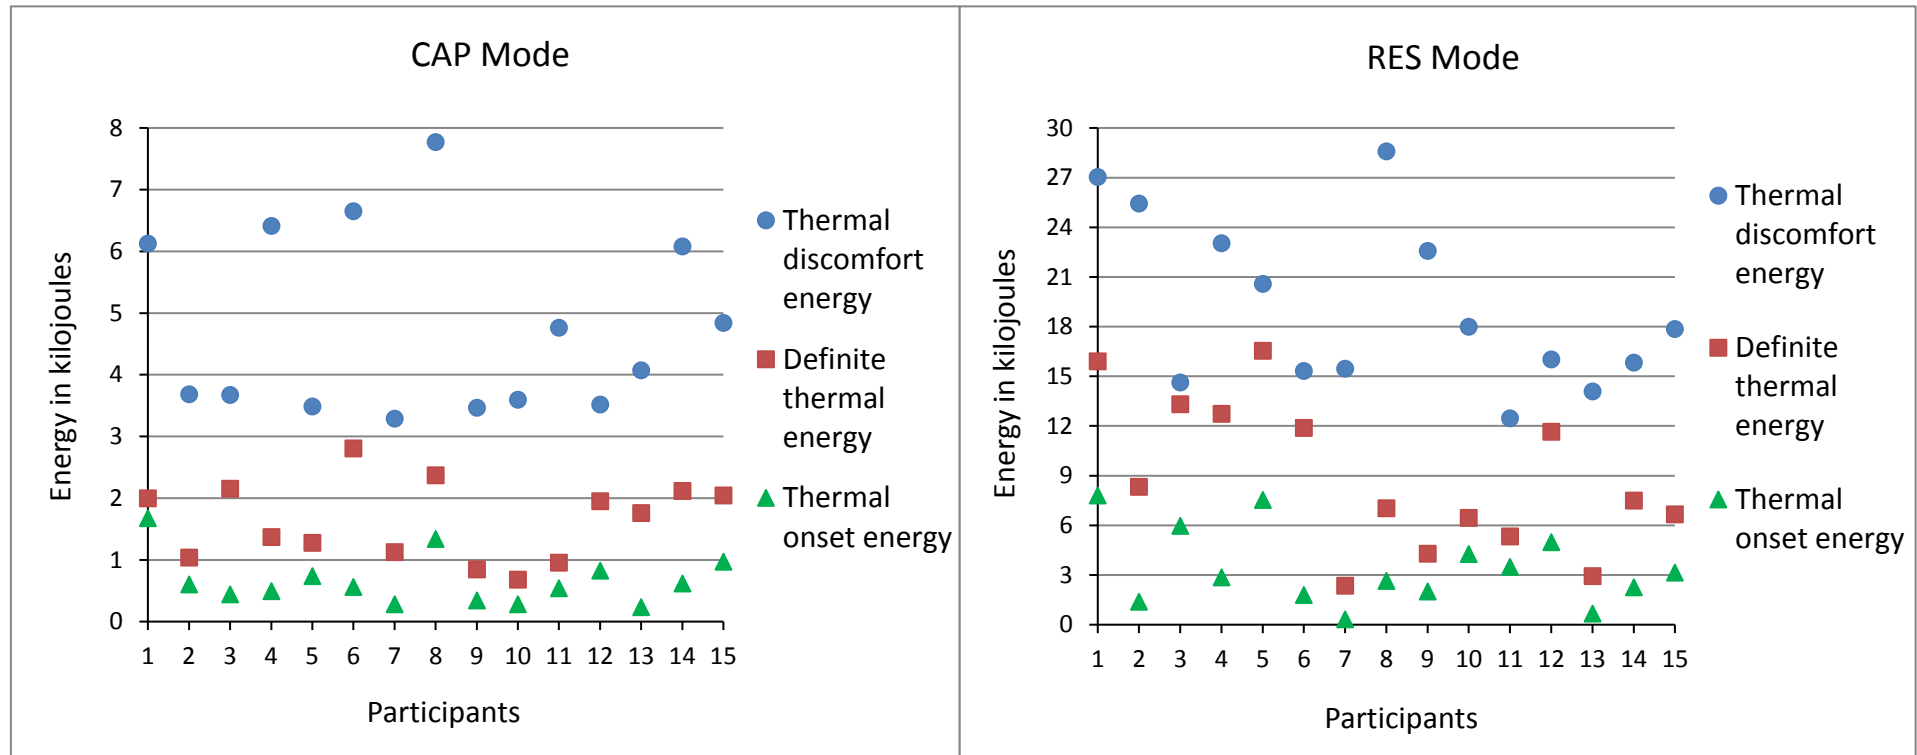 CAP Mode
Energy in kilojoules
8
7
6
5
4
3
2
1
0
1 2 3 4 5 6 7 8 9 10 11 12 13 14 15
Participants
Thermal
discomfort
energy
Definite
thermal
energy
Thermal
onset energy
RES Mode
Energy in kilojoules
30
27
24
21
18
15
12
9
6
3
0
1 2 3 4 5 6 7 8 9 10 11 12 13 14 15
Participants
Thermal
discomfort
energy
Definite
thermal
energy
Thermal
onset energy